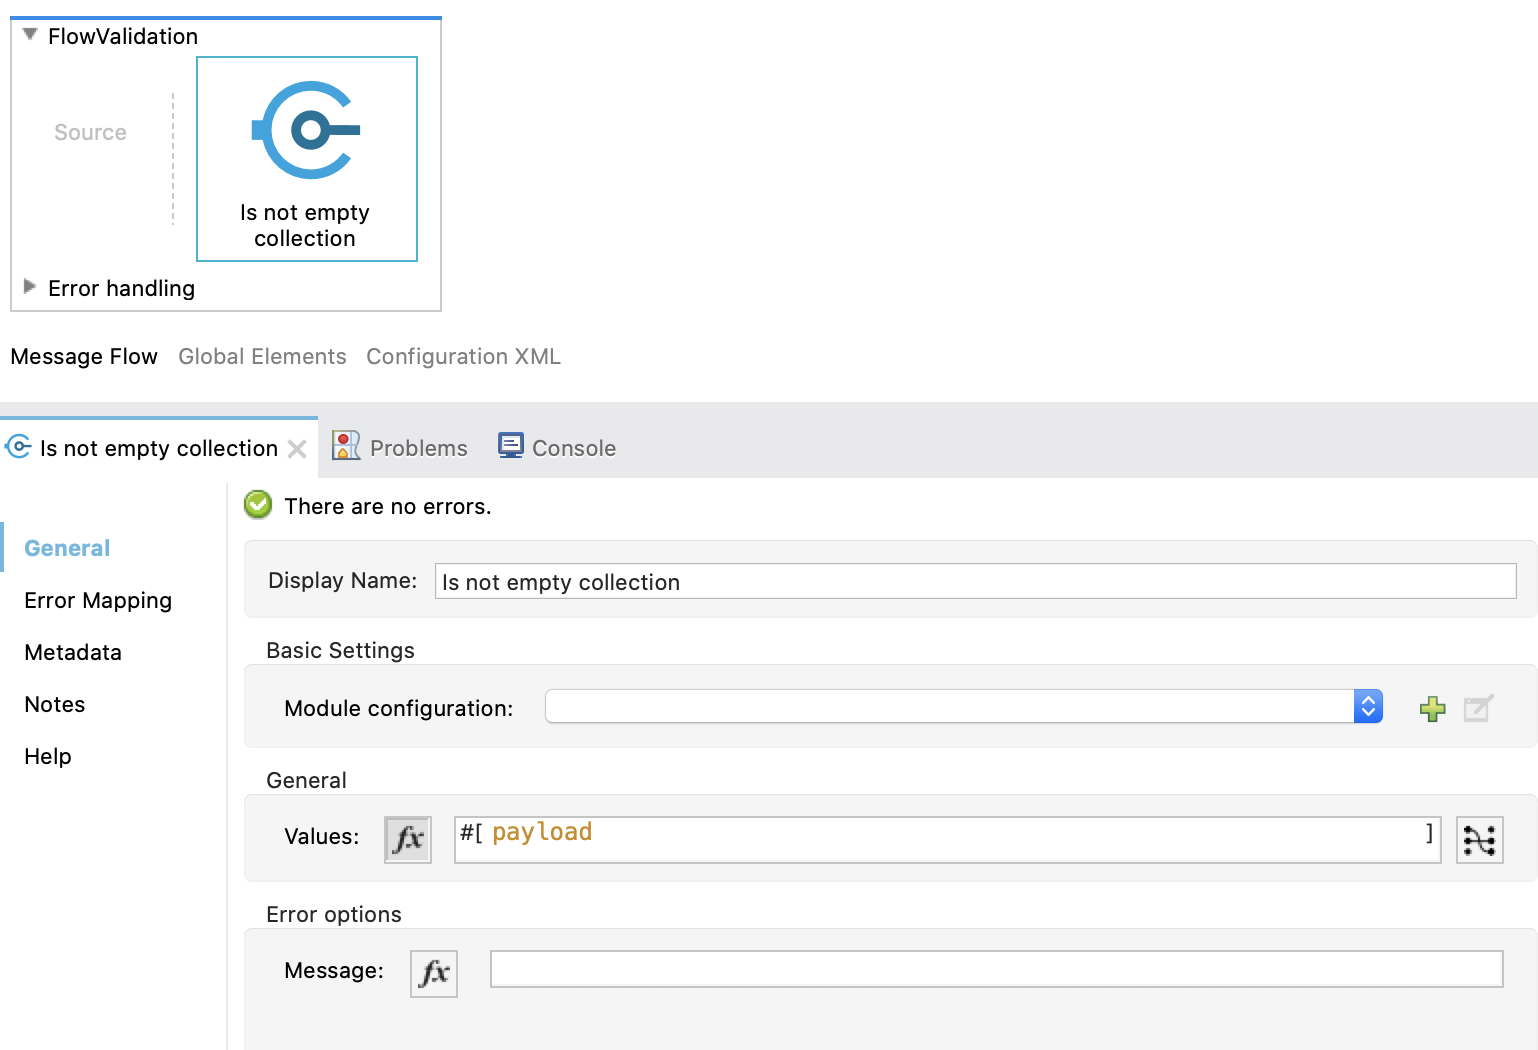 FlowValidation
Source
Is not empty
collection
Error handling
Message Flow Global Elements Configuration XML
Is not empty collection Problems Console
There are no errors.
General
Error Mapping
Metadata
Notes
Help
Display Name: Is not empty collection
Basic Settings
Module configuration:
General
Values: fx #[ payload ]
Error options
Message: fx